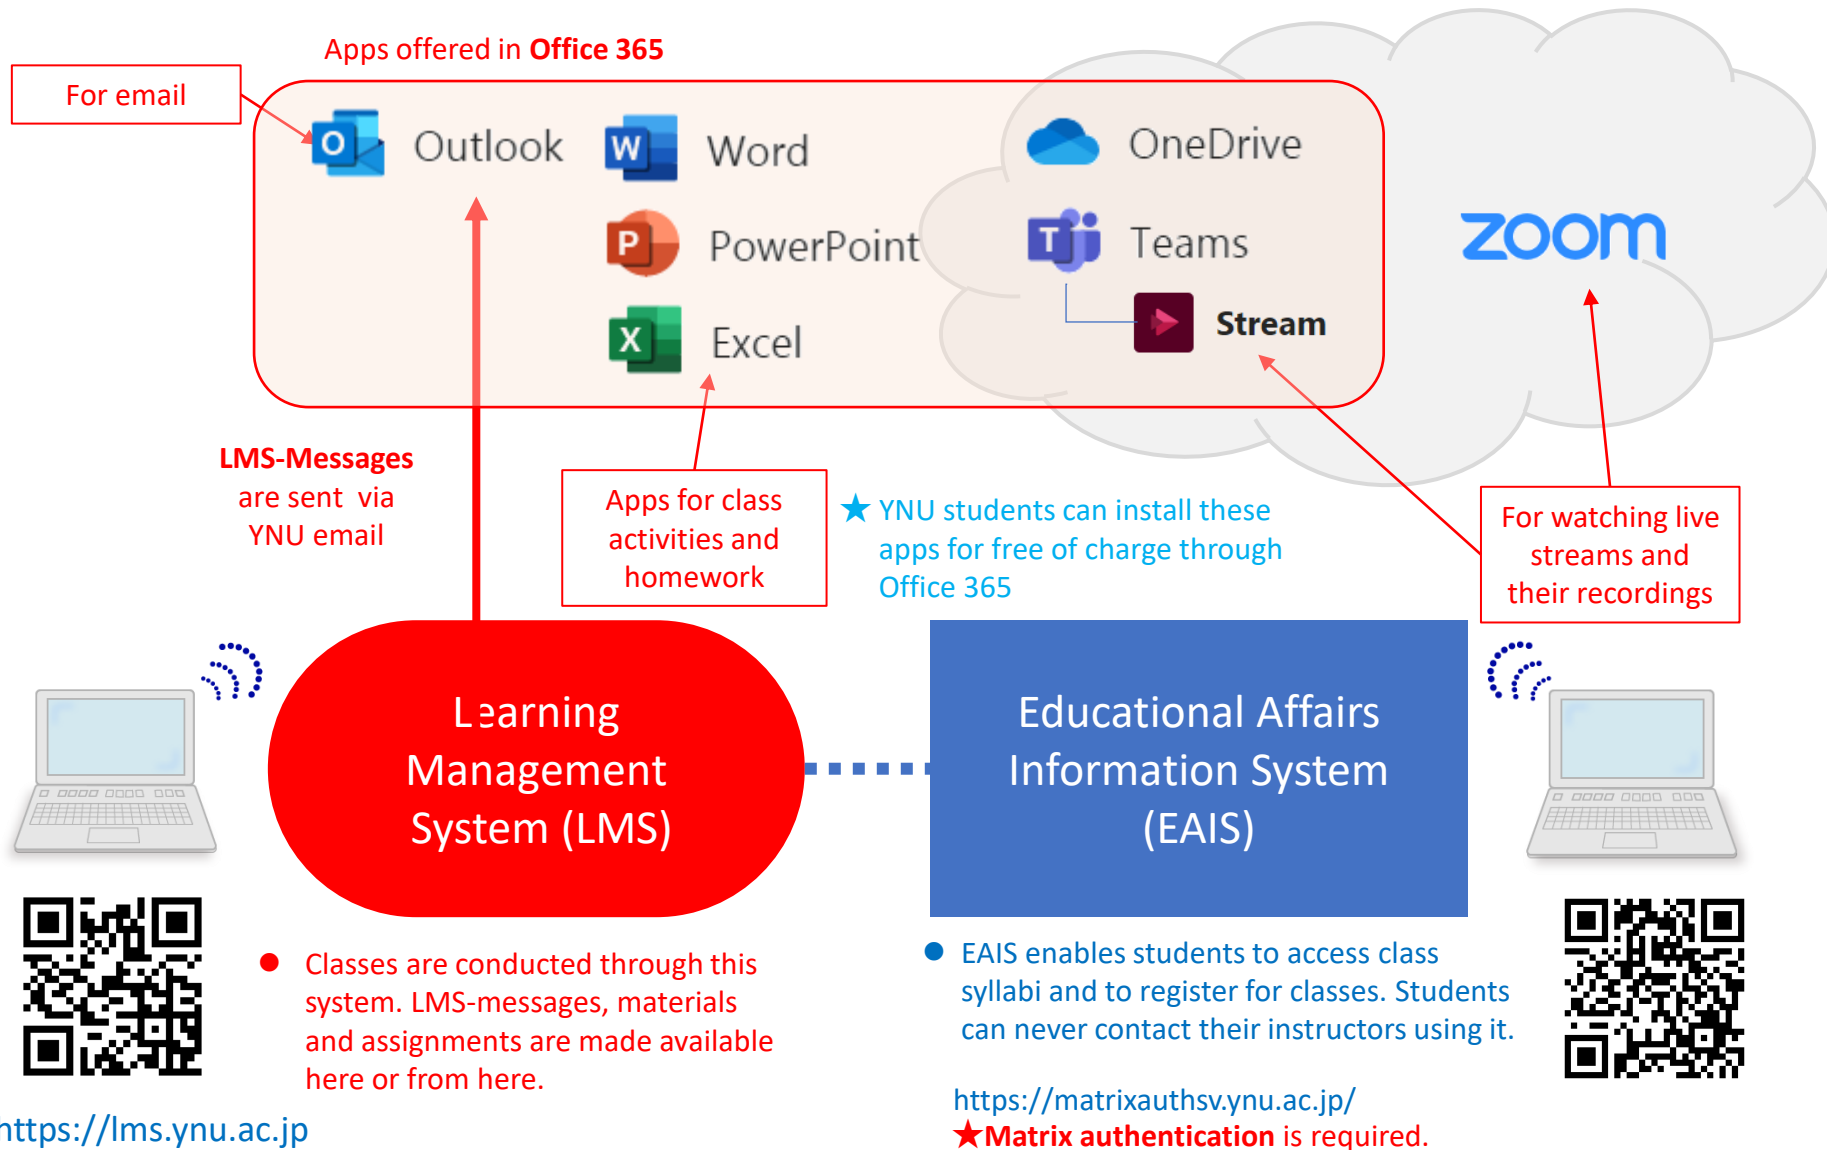 Apps offered in Office 365
For email
Outlook
Word
OneDrive
PowerPoint
Teams
zoom
Excel
Stream
LMS-Messages
are sent via
YNU email
Apps for class
activities and
homework
★ YNU students can install these
apps for free of charge through
Office 365
For watching live
streams and
their recordings
Learning
Management
System (LMS)
Educational Affairs
Information System
(EAIS)
● Classes are conducted through this
system. LMS-messages, materials
and assignments are made available
here or from here.
● EAIS enables students to access class
syllabi and to register for classes. Students
can never contact their instructors using it.
https://lms.ynu.ac.jp
https://matrixauthsv.ynu.ac.jp/
★Matrix authentication is required.